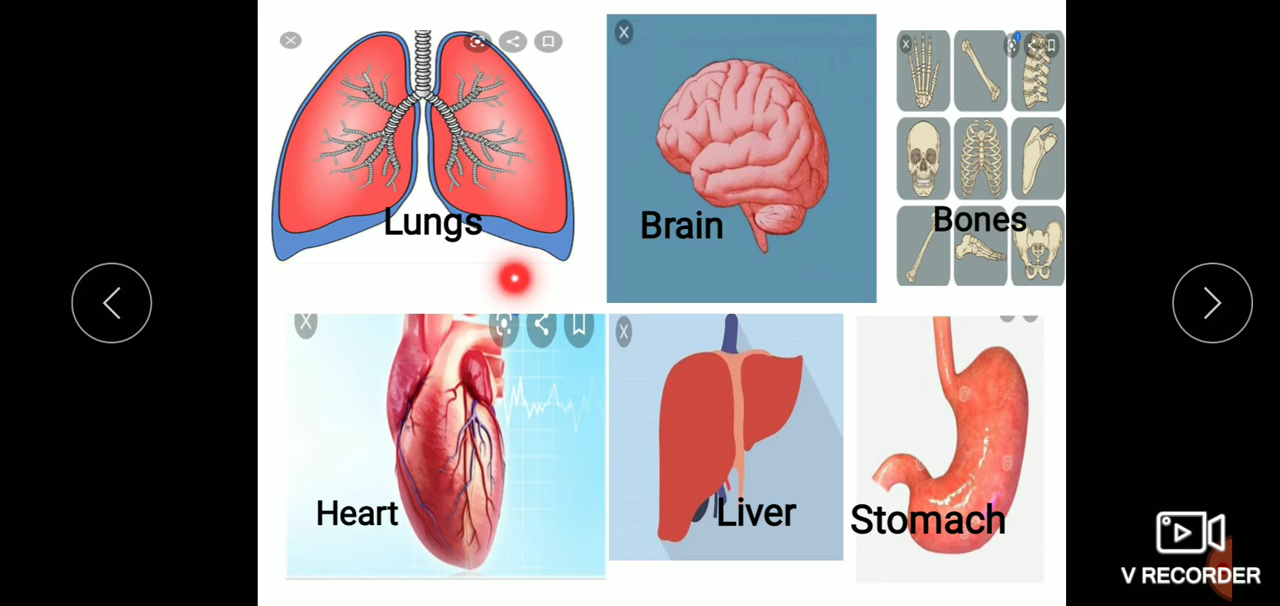 Lungs
Brain
Bones
Heart
Liver
Stomach
V RECORDER